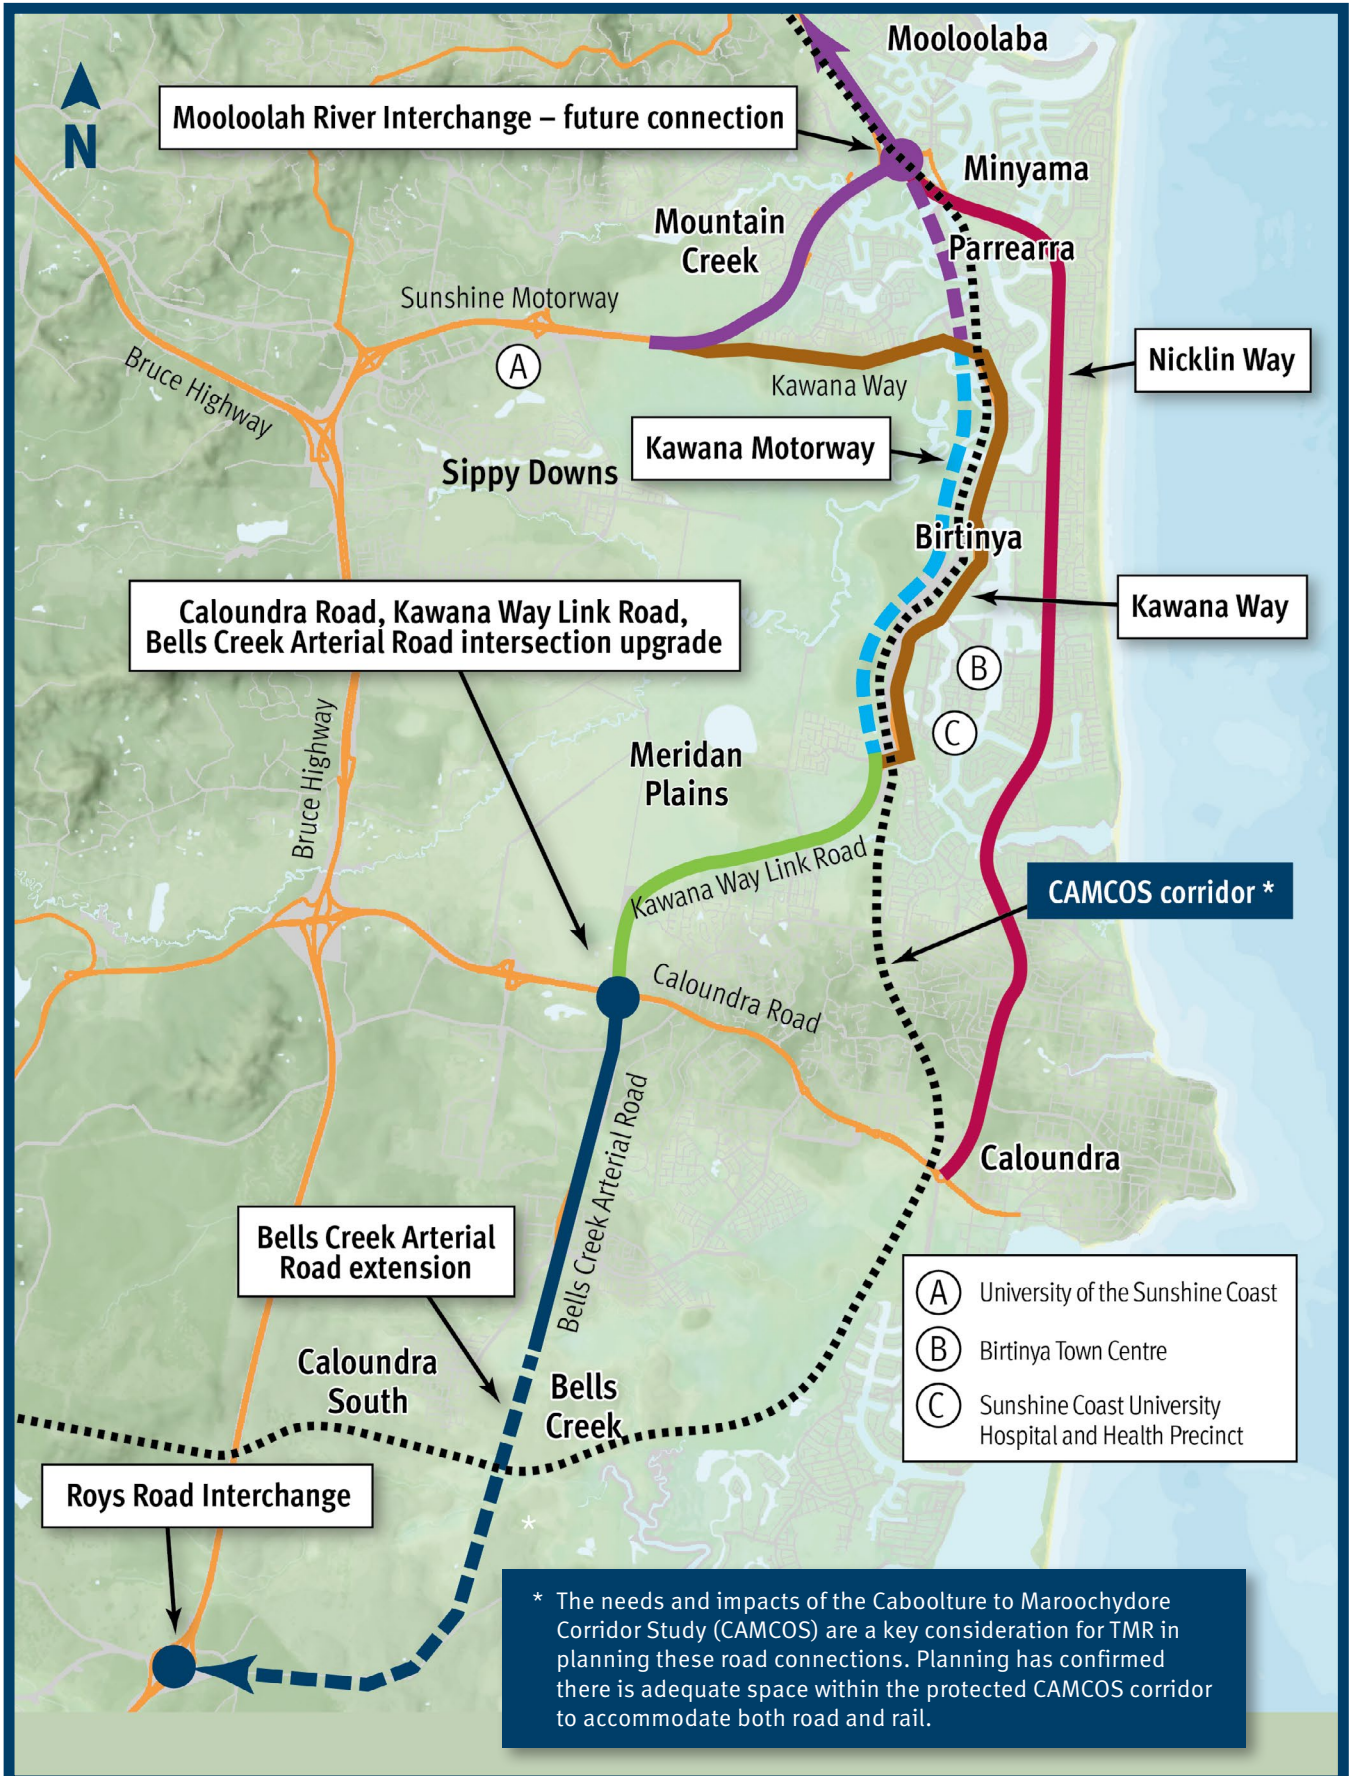 Mooloolaba
N
Mooloolah River Interchange – future connection
Minyama
Mountain
Creek
Parrearra
Sunshine Motorway
Nicklin Way
Bruce Highway
A
Kawana Way
Kawana Motorway
Sippy Downs
Birtinya
Caloundra Road, Kawana Way Link Road,
Bells Creek Arterial Road intersection upgrade
Kawana Way
B
C
Bruce Highway
Meridan
Plains
Kawana Way Link Road
CAMCOS corridor *
Caloundra Road
Bells Creek Arterial Road
Caloundra
Bells Creek Arterial
Road extension
A University of the Sunshine Coast
B Birtinya Town Centre
C Sunshine Coast University
Hospital and Health Precinct
Caloundra
South
Bells
Creek
Roys Road Interchange
*
* The needs and impacts of the Caboolture to Maroochydore
Corridor Study (CAMCOS) are a key consideration for TMR in
planning these road connections. Planning has confirmed
there is adequate space within the protected CAMCOS corridor
to accommodate both road and rail.